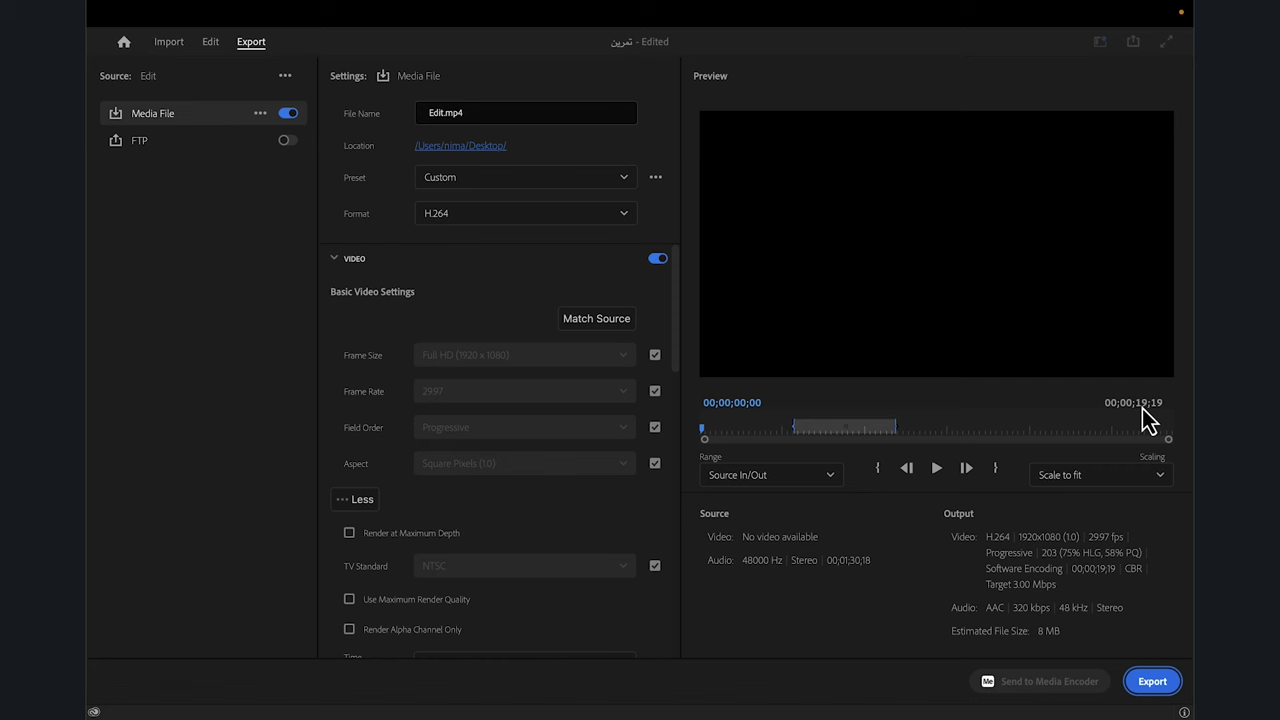 Import Edit Export
تمرین - Edited
Source: Edit
Media File
FTP
Settings: Media File
File Name Edit.mp4
Location /Users/nima/Desktop/
Preset Custom
Format H.264
VIDEO
Basic Video Settings
Match Source
Frame Size Full HD (1920 x 1080)
Frame Rate 29.97
Field Order Progressive
Aspect Square Pixels (1.0)
Less
Render at Maximum Depth
TV Standard NTSC
Use Maximum Render Quality
Render Alpha Channel Only
Time
Preview
00;00;00;00 00;00;19;19
Range Scaling
Source In/Out Scale to fit
Source
Video: No video available
Audio: 48000 Hz | Stereo | 00;01;30;18
Output
Video: H.264 | 1920x1080 (1.0) | 29.97 fps |
Progressive | 203 (75% HLG, 58% PQ) |
Software Encoding | 00;00;19;19 | CBR |
Target 3.00 Mbps
Audio: AAC | 320 kbps | 48 kHz | Stereo
Estimated File Size: 8 MB
Me Send to Media Encoder
Export